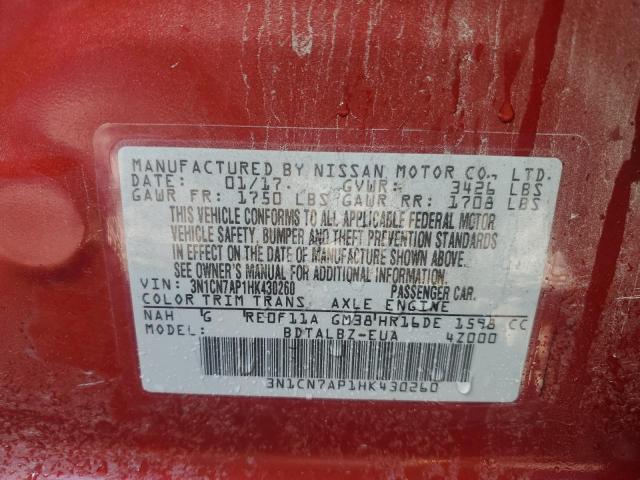 MANUFACTURED BY NISSAN MOTOR CO., LTD.
DATE: 01/17. GVWR: 3426 LBS
GAWR FR: 1750 LBS GAWR RR: 1708 LBS
THIS VEHICLE CONFORMS TO ALL APPLICABLE FEDERAL MOTOR
VEHICLE SAFETY, BUMPER AND THEFT PREVENTION STANDARDS
IN EFFECT ON THE DATE OF MANUFACTURE SHOWN ABOVE.
SEE OWNER'S MANUAL FOR ADDITIONAL INFORMATION.
VIN: 3N1CN7AP1HK430260 PASSENGER CAR.
COLOR TRIM TRANS. AXLE ENGINE
NAH G RE0F11A GM38 HR16DE 1598 CC
MODEL: BDTALBZ-EUA 4Z000
3N1CN7AP1HK430260